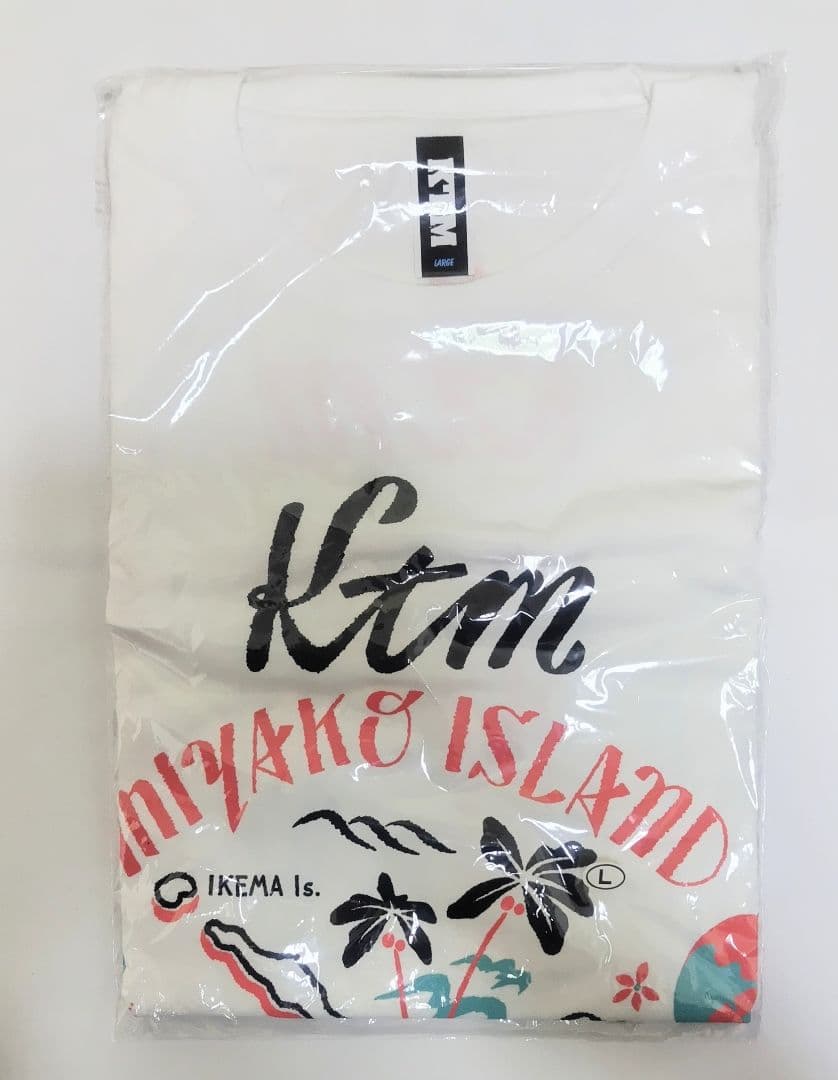 KTM
LARGE
Ktm
MIYAKO ISLAND
IKEMA Is.
L